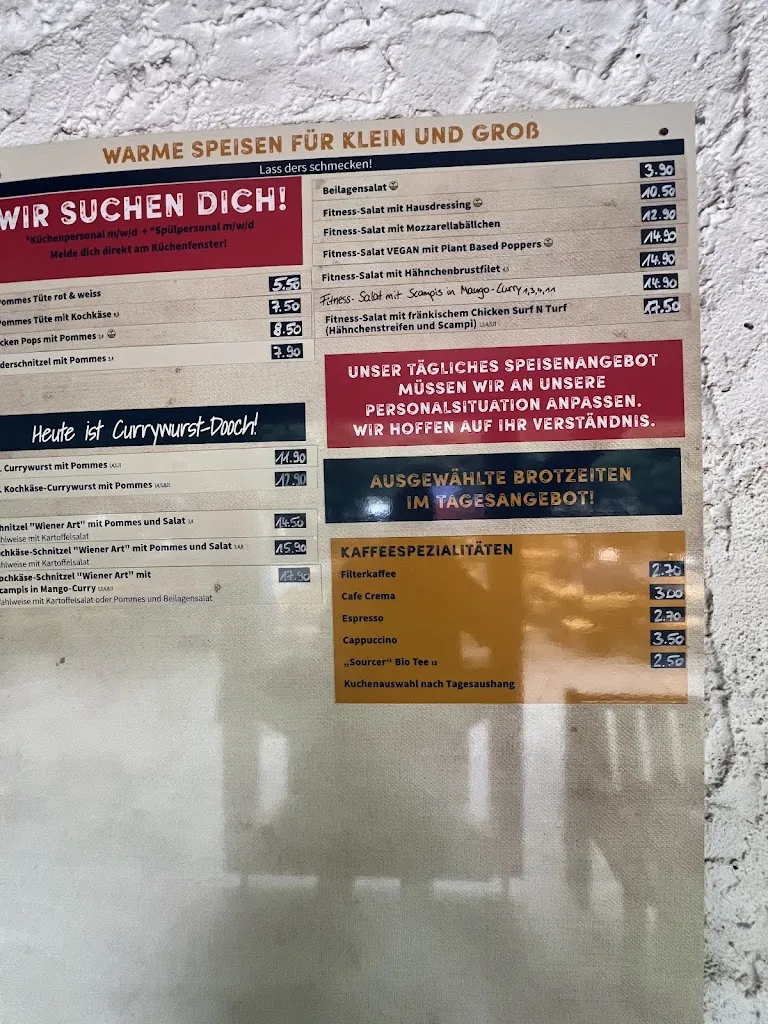 WARME SPEISEN FÜR KLEIN UND GROß
Lass ders schmecken!
WIR SUCHEN DICH!
*Küchenpersonal m/w/d + *Spülpersonal m/w/d
Melde dich direkt am Küchenfenster!
Pommes Tüte rot & weiss 5.50
Pommes Tüte mit Kochkäse 7.50
cken Pops mit Pommes 8.50
derschnitzel mit Pommes 7.90
Heute ist Currywurst-Dooch!
Currywurst mit Pommes 11.90
Kochkäse-Currywurst mit Pommes 12.90
hnitzel "Wiener Art" mit Pommes und Salat 14.50
ahlweise mit Kartoffelsalat
chkäse-Schnitzel "Wiener Art" mit Pommes und Salat 15.90
ahlweise mit Kartoffelsalat
ochkäse-Schnitzel "Wiener Art" mit 17.90
campis in Mango-Curry
ahlweise mit Kartoffelsalat oder Pommes und Beilagensalat
Beilagensalat 3.90
Fitness-Salat mit Hausdressing 10.50
Fitness-Salat mit Mozzarellabällchen 12.90
Fitness-Salat VEGAN mit Plant Based Poppers 14.90
Fitness-Salat mit Hähnchenbrustfilet 14.90
Fitness-Salat mit Scampis in Mango-Curry 1,3,4,11 14.90
Fitness-Salat mit fränkischem Chicken Surf N Turf
(Hähnchenstreifen und Scampi)
UNSER TÄGLICHES SPEISENANGEBOT
MÜSSEN WIR AN UNSERE
PERSONALSITUATION ANPASSEN.
WIR HOFFEN AUF IHR VERSTÄNDNIS.
AUSGEWÄHLTE BROTZEITEN
IM TAGESANGEBOT!
KAFFEESPEZIALITÄTEN
Filterkaffee 2.70
Cafe Crema 3.00
Espresso 2.70
Cappuccino 3.50
„Sourcer" Bio Tee 12 2.50
Kuchenauswahl nach Tagesaushang